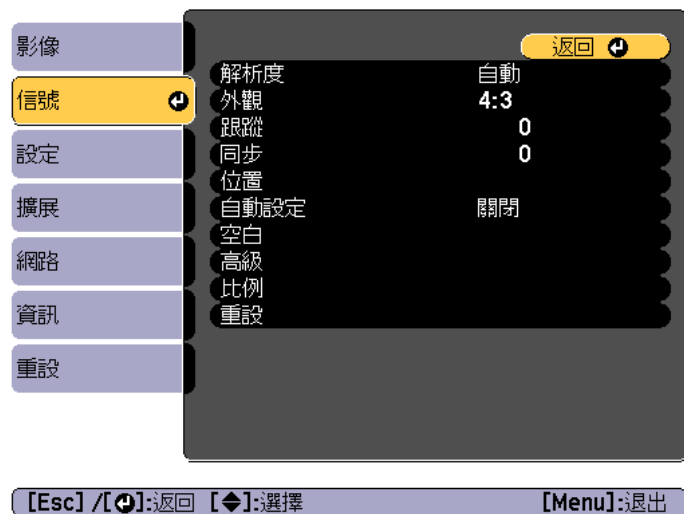 影像
信號
設定
擴展
網路
資訊
重設
返回
解析度 自動
外觀 4:3
跟蹤 0
同步 0
位置
自動設定 關閉
空白
高級
比例
重設
[Esc] /[⏎]:返回 [◆]:選擇 [Menu]:退出